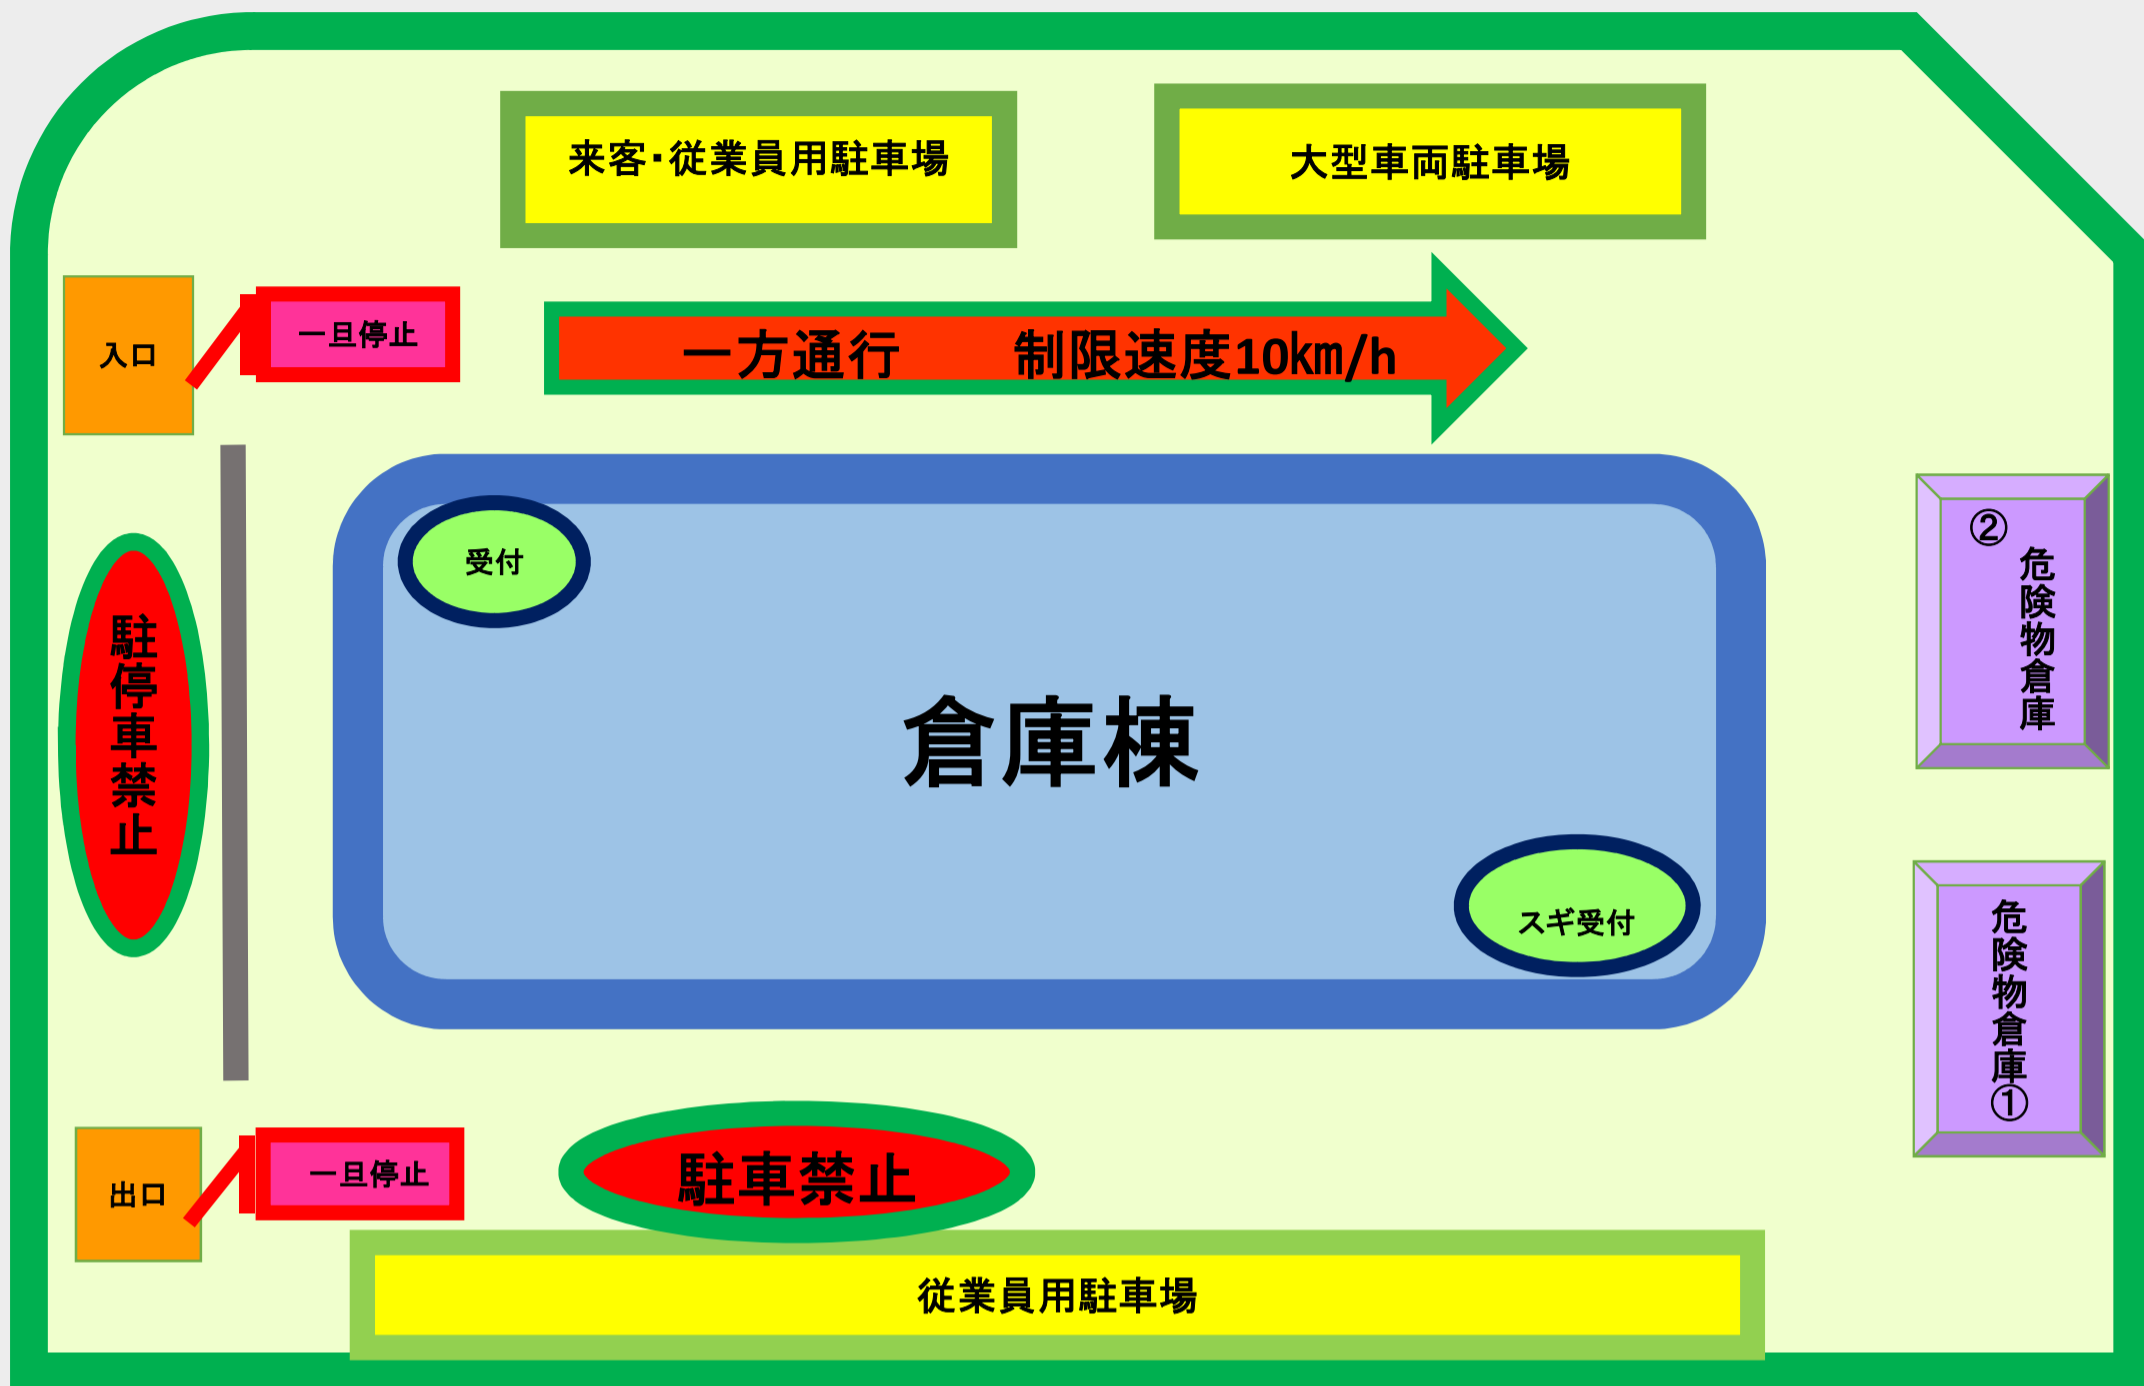 来客・従業員用駐車場
大型車両駐車場
入口
一旦停止
一方通行　　制限速度10㎞/h
受付
②
危険物倉庫
駐停車禁止
倉庫棟
スギ受付
危険物倉庫①
出口
一旦停止
駐車禁止
従業員用駐車場